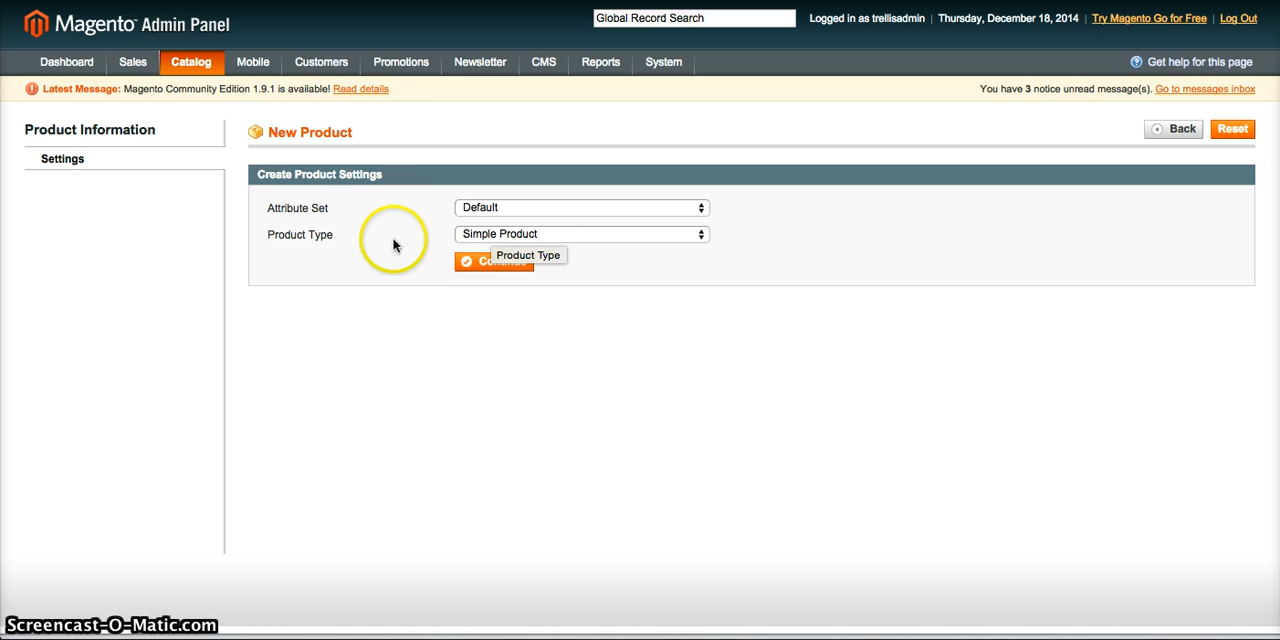 Magento Admin Panel
Global Record Search
Logged in as trellisadmin | Thursday, December 18, 2014 | Try Magento Go for Free | Log Out
Dashboard Sales Catalog Mobile Customers Promotions Newsletter CMS Reports System
Get help for this page
Latest Message: Magento Community Edition 1.9.1 is available! Read details
You have 3 notice unread message(s). Go to messages inbox
Product Information
Settings
New Product
Back Reset
Create Product Settings
Attribute Set Default
Product Type Simple Product
Product Type
Screencast-O-Matic.com